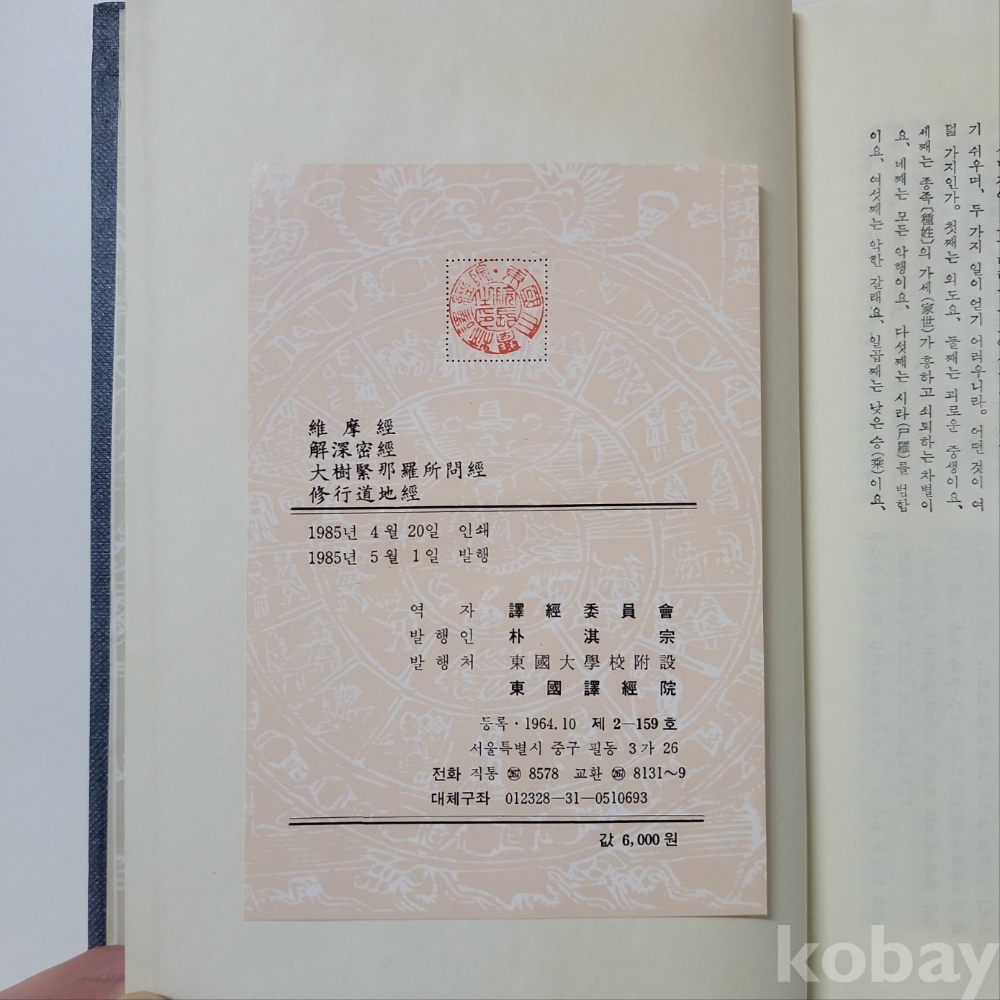 維摩經
解深密經
大樹緊那羅所問經
修行道地經
1985년 4월 20일 인쇄
1985년 5월 1일 발행
역 자 譯經委員會
발행인 朴淇宗
발행처 東國大學校附設
東國譯經院
등록·1964.10 제 2—159호
서울특별시 중구 필동 3가 26
전화 직통 ㉖ 8578 교환 ㉖ 8131~9
대체구좌 012328—31—0510693
값 6,000원
기 쉬우며, 두 가지 일이 얻기 어려우니라. 어떤 것이 여
덟 가지인가. 첫째는 외도요, 둘째는 괴로운 중생이요,
세째는 종족[種姓]의 가세(家世)가 흥하고 쇠퇴하는 차별이
요, 네째는 모든 악행이요, 다섯째는 시라(尸羅)를 범함
이요, 여섯째는 악한 갈래요, 일곱째는 낮은 승(乘)이요,
kobay